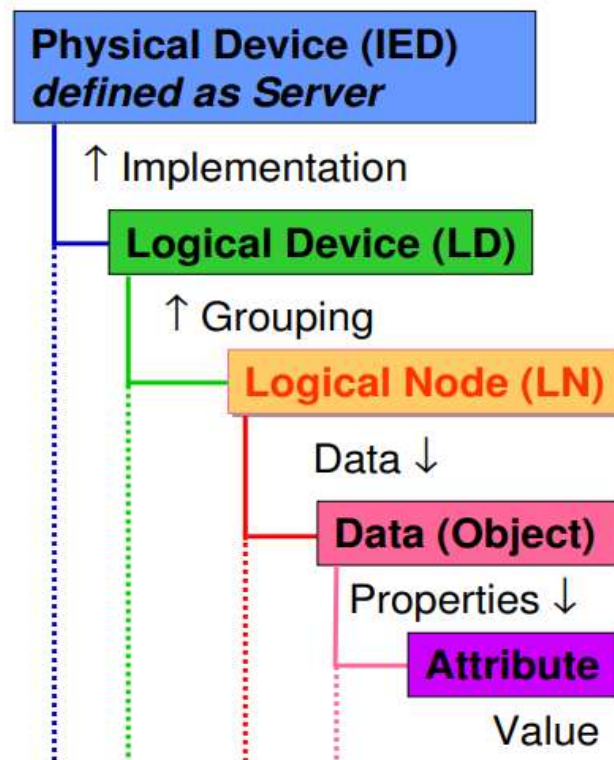 Physical Device (IED)
defined as Server
↑ Implementation
Logical Device (LD)
↑ Grouping
Logical Node (LN)
Data ↓
Data (Object)
Properties ↓
Attribute
Value